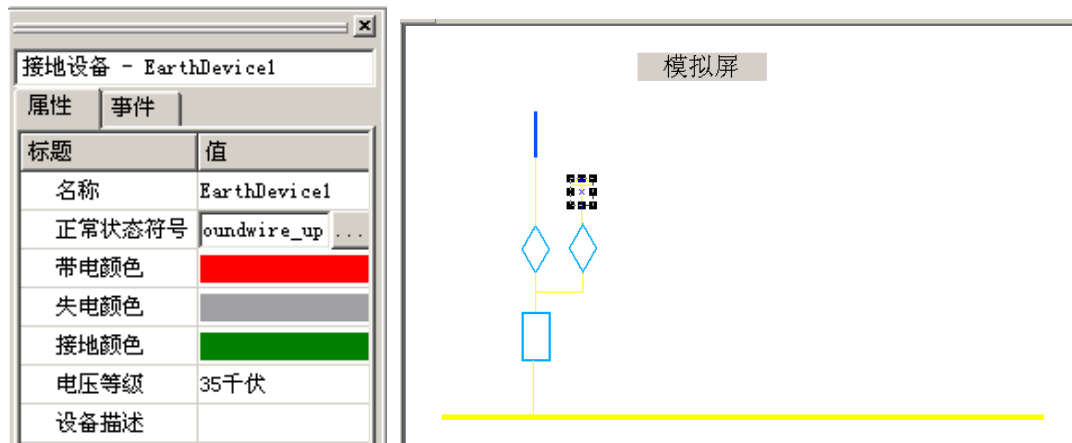 接地设备 - EarthDevice1
属性 事件
标题 值
名称 EarthDevice1
正常状态符号 oundwire_up ...
带电颜色
失电颜色
接地颜色
电压等级 35千伏
设备描述
模拟屏